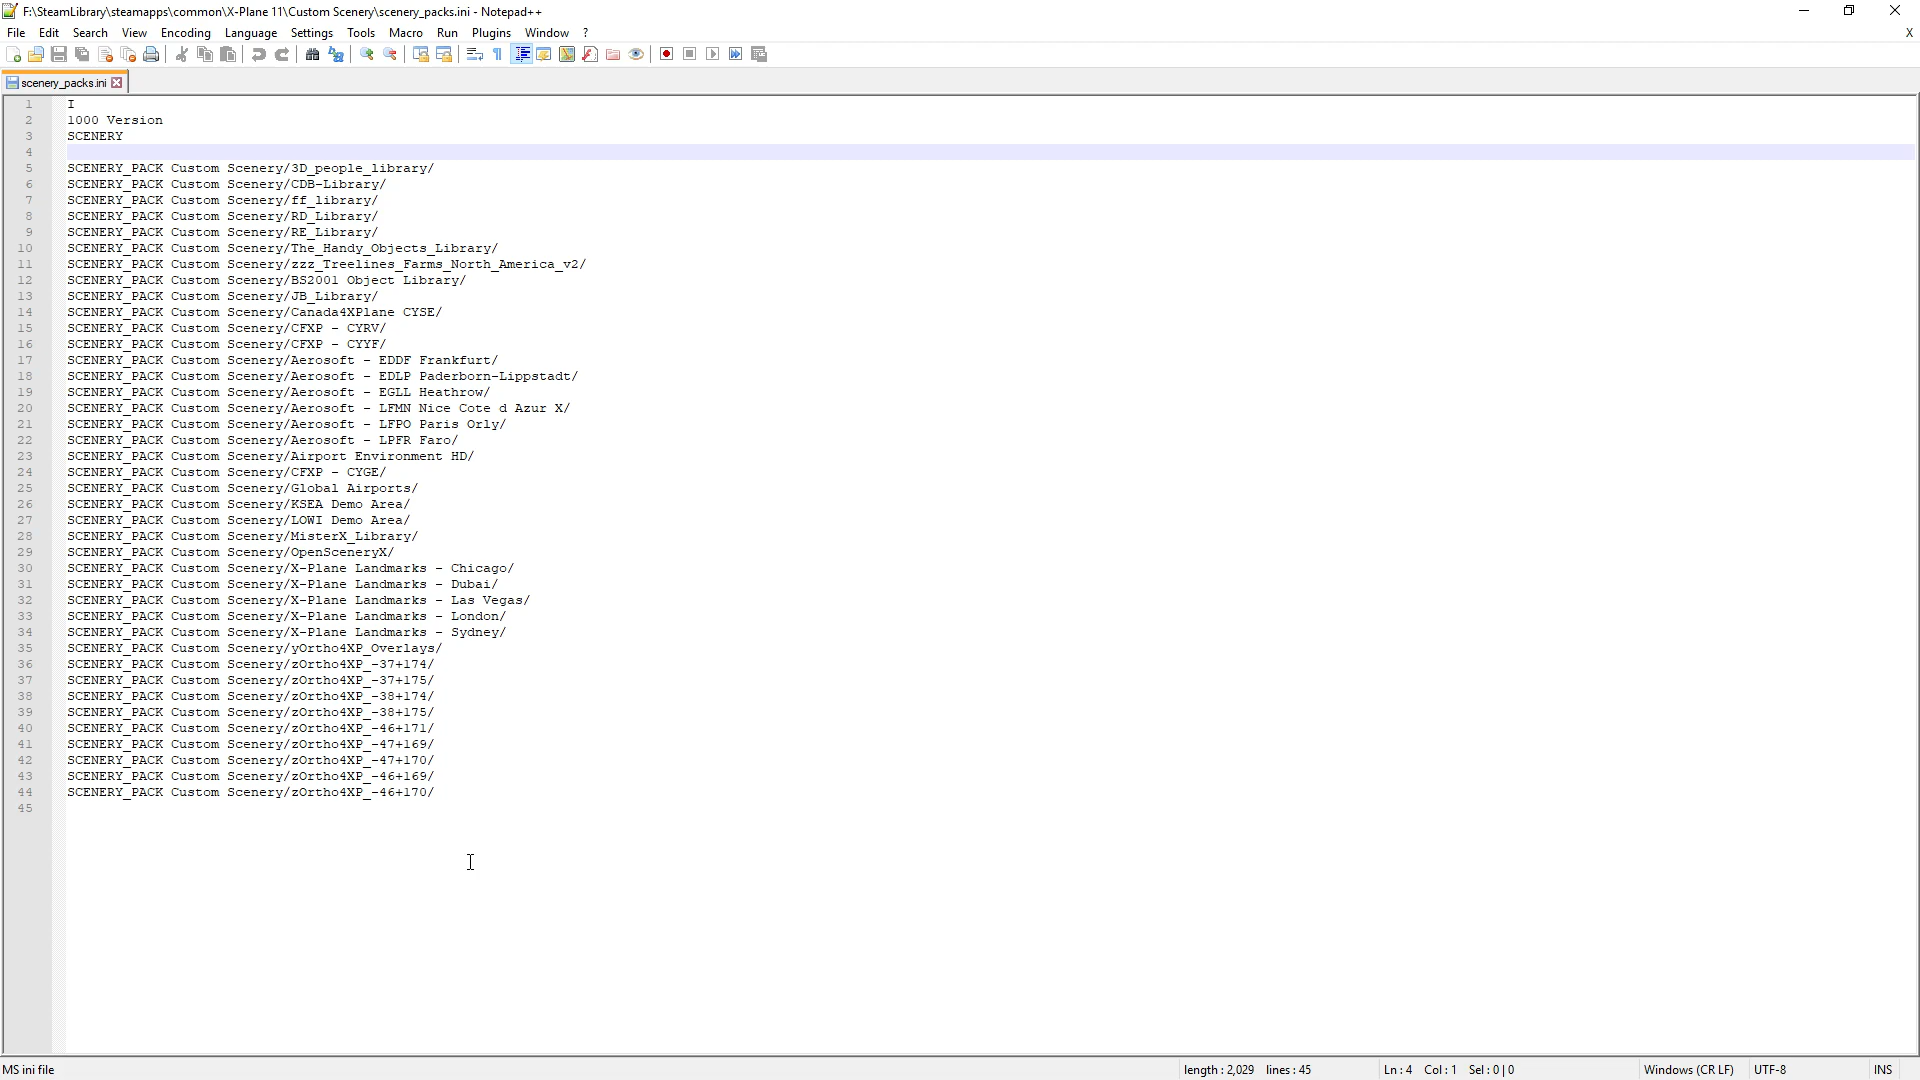 F:\SteamLibrary\steamapps\common\X-Plane 11\Custom Scenery\scenery_packs.ini - Notepad++
File Edit Search View Encoding Language Settings Tools Macro Run Plugins Window ? X
scenery_packs.ini
1 I
2 1000 Version
3 SCENERY
4
5 SCENERY_PACK Custom Scenery/3D_people_library/
6 SCENERY_PACK Custom Scenery/CDB-Library/
7 SCENERY_PACK Custom Scenery/ff_library/
8 SCENERY_PACK Custom Scenery/RD_Library/
9 SCENERY_PACK Custom Scenery/RE_Library/
10 SCENERY_PACK Custom Scenery/The_Handy_Objects_Library/
11 SCENERY_PACK Custom Scenery/zzz_Treelines_Farms_North_America_v2/
12 SCENERY_PACK Custom Scenery/BS2001 Object Library/
13 SCENERY_PACK Custom Scenery/JB_Library/
14 SCENERY_PACK Custom Scenery/Canada4XPlane CYSE/
15 SCENERY_PACK Custom Scenery/CFXP - CYRV/
16 SCENERY_PACK Custom Scenery/CFXP - CYYF/
17 SCENERY_PACK Custom Scenery/Aerosoft - EDDF Frankfurt/
18 SCENERY_PACK Custom Scenery/Aerosoft - EDLP Paderborn-Lippstadt/
19 SCENERY_PACK Custom Scenery/Aerosoft - EGLL Heathrow/
20 SCENERY_PACK Custom Scenery/Aerosoft - LFMN Nice Cote d Azur X/
21 SCENERY_PACK Custom Scenery/Aerosoft - LFPO Paris Orly/
22 SCENERY_PACK Custom Scenery/Aerosoft - LPFR Faro/
23 SCENERY_PACK Custom Scenery/Airport Environment HD/
24 SCENERY_PACK Custom Scenery/CFXP - CYGE/
25 SCENERY_PACK Custom Scenery/Global Airports/
26 SCENERY_PACK Custom Scenery/KSEA Demo Area/
27 SCENERY_PACK Custom Scenery/LOWI Demo Area/
28 SCENERY_PACK Custom Scenery/MisterX_Library/
29 SCENERY_PACK Custom Scenery/OpenSceneryX/
30 SCENERY_PACK Custom Scenery/X-Plane Landmarks - Chicago/
31 SCENERY_PACK Custom Scenery/X-Plane Landmarks - Dubai/
32 SCENERY_PACK Custom Scenery/X-Plane Landmarks - Las Vegas/
33 SCENERY_PACK Custom Scenery/X-Plane Landmarks - London/
34 SCENERY_PACK Custom Scenery/X-Plane Landmarks - Sydney/
35 SCENERY_PACK Custom Scenery/yOrtho4XP_Overlays/
36 SCENERY_PACK Custom Scenery/zOrtho4XP_-37+174/
37 SCENERY_PACK Custom Scenery/zOrtho4XP_-37+175/
38 SCENERY_PACK Custom Scenery/zOrtho4XP_-38+174/
39 SCENERY_PACK Custom Scenery/zOrtho4XP_-38+175/
40 SCENERY_PACK Custom Scenery/zOrtho4XP_-46+171/
41 SCENERY_PACK Custom Scenery/zOrtho4XP_-47+169/
42 SCENERY_PACK Custom Scenery/zOrtho4XP_-47+170/
43 SCENERY_PACK Custom Scenery/zOrtho4XP_-46+169/
44 SCENERY_PACK Custom Scenery/zOrtho4XP_-46+170/
45
MS ini file length : 2,029 lines : 45 Ln : 4 Col : 1 Sel : 0 | 0 Windows (CR LF) UTF-8 INS